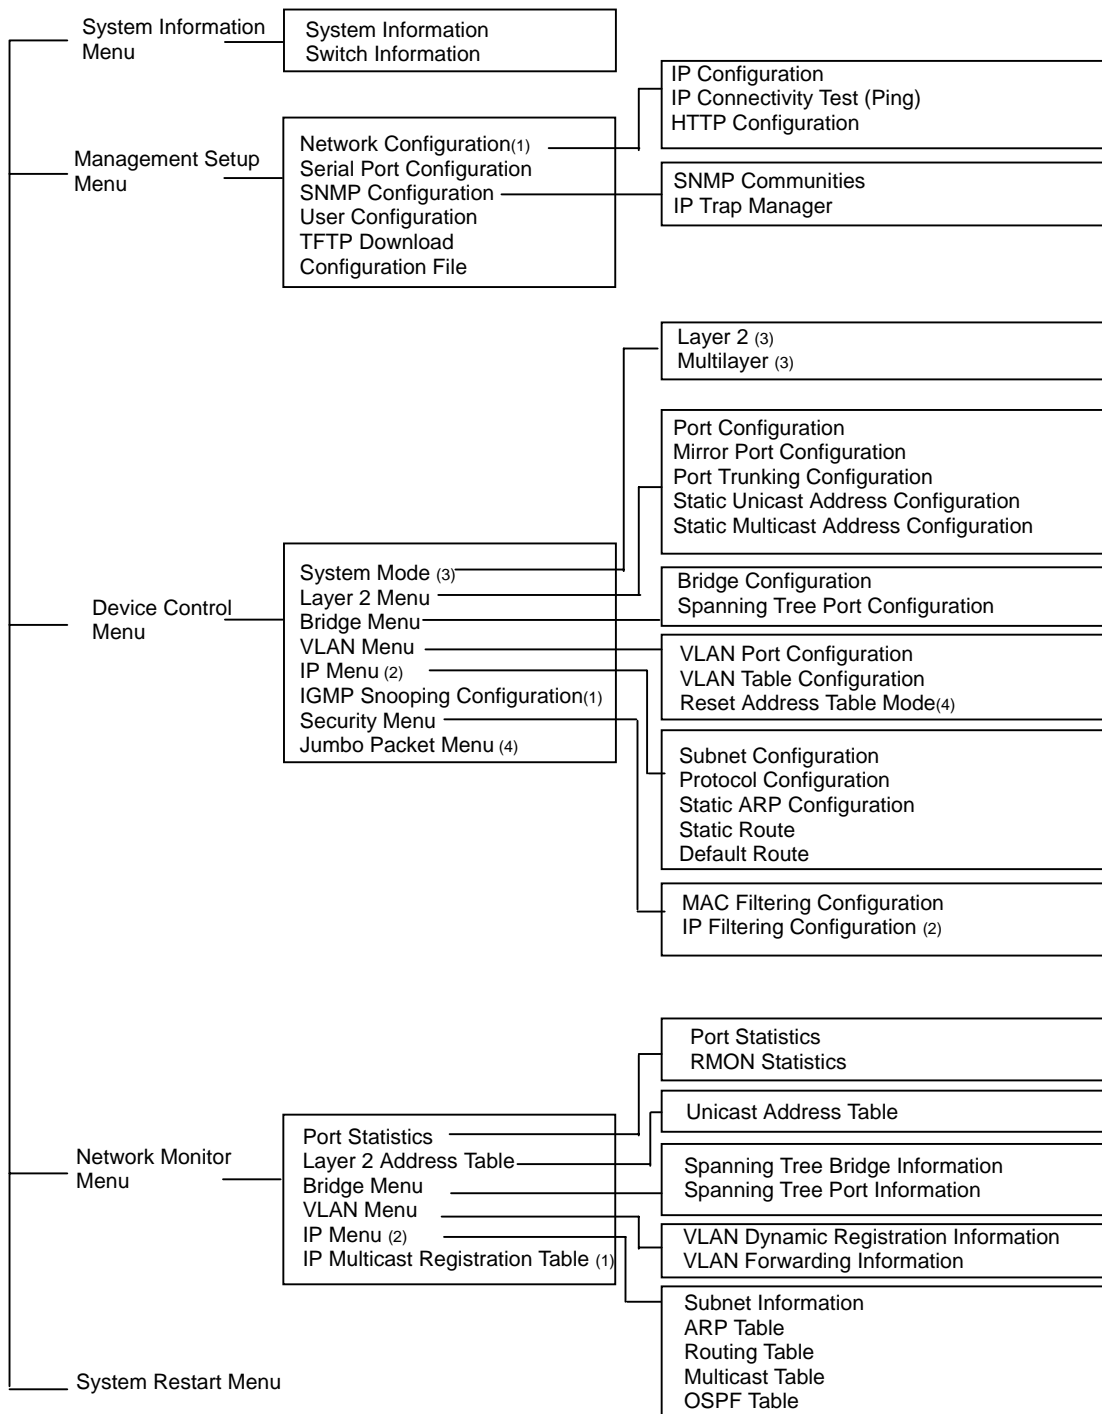 System Information
Menu
System Information
Switch Information
Management Setup
Menu
Network Configuration(1)
Serial Port Configuration
SNMP Configuration
User Configuration
TFTP Download
Configuration File
IP Configuration
IP Connectivity Test (Ping)
HTTP Configuration
SNMP Communities
IP Trap Manager
Device Control
Menu
System Mode (3)
Layer 2 Menu
Bridge Menu
VLAN Menu
IP Menu (2)
IGMP Snooping Configuration(1)
Security Menu
Jumbo Packet Menu (4)
Layer 2 (3)
Multilayer (3)
Port Configuration
Mirror Port Configuration
Port Trunking Configuration
Static Unicast Address Configuration
Static Multicast Address Configuration
Bridge Configuration
Spanning Tree Port Configuration
VLAN Port Configuration
VLAN Table Configuration
Reset Address Table Mode(4)
Subnet Configuration
Protocol Configuration
Static ARP Configuration
Static Route
Default Route
MAC Filtering Configuration
IP Filtering Configuration (2)
Network Monitor
Menu
Port Statistics
Layer 2 Address Table
Bridge Menu
VLAN Menu
IP Menu (2)
IP Multicast Registration Table (1)
Port Statistics
RMON Statistics
Unicast Address Table
Spanning Tree Bridge Information
Spanning Tree Port Information
VLAN Dynamic Registration Information
VLAN Forwarding Information
Subnet Information
ARP Table
Routing Table
Multicast Table
OSPF Table
System Restart Menu